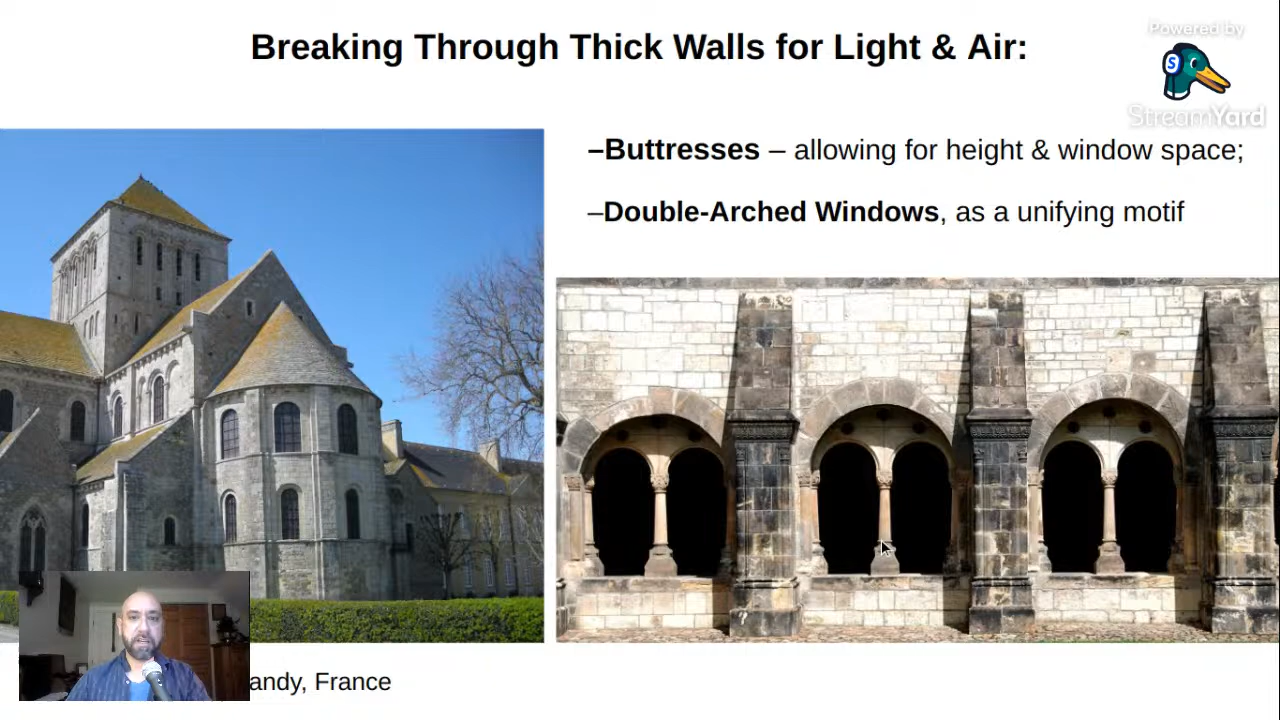 Breaking Through Thick Walls for Light & Air:
Powered by
S
StreamYard
–Buttresses – allowing for height & window space;
–Double-Arched Windows, as a unifying motif
andy, France